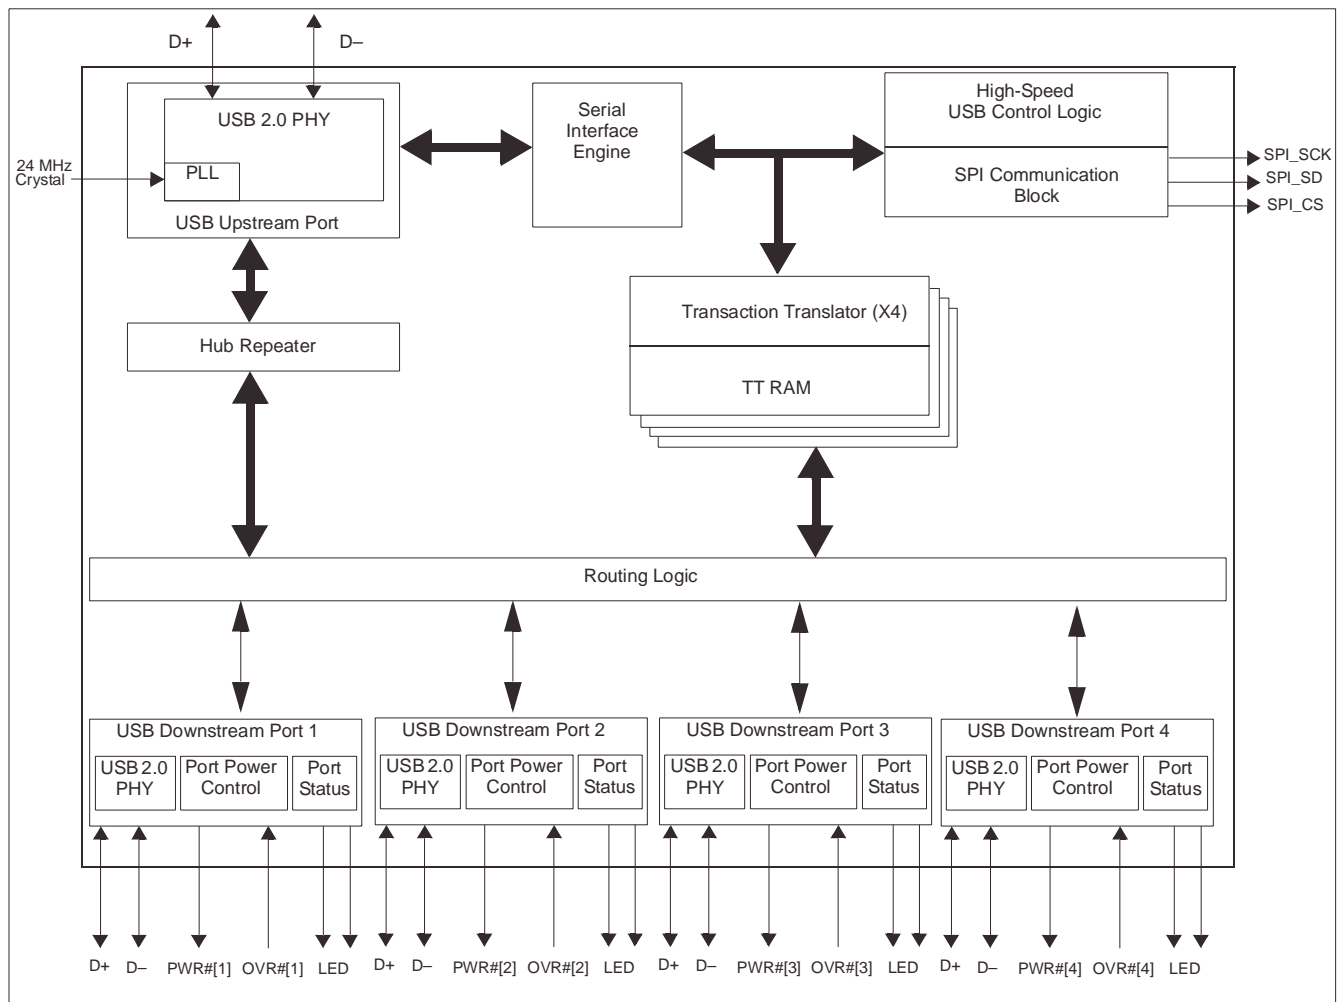 D+
D–
USB 2.0 PHY
PLL
24 MHz
Crystal
USB Upstream Port
Serial
Interface
Engine
High-Speed
USB Control Logic
SPI Communication
Block
SPI_SCK
SPI_SD
SPI_CS
Transaction Translator (X4)
TT RAM
Hub Repeater
Routing Logic
USB Downstream Port 1
USB 2.0
PHY
Port Power
Control
Port
Status
USB Downstream Port 2
USB 2.0
PHY
Port Power
Control
Port
Status
USB Downstream Port 3
USB 2.0
PHY
Port Power
Control
Port
Status
USB Downstream Port 4
USB 2.0
PHY
Port Power
Control
Port
Status
D+ D– PWR#[1] OVR#[1] LED
D+ D– PWR#[2] OVR#[2] LED
D+ D– PWR#[3] OVR#[3] LED
D+ D– PWR#[4] OVR#[4] LED